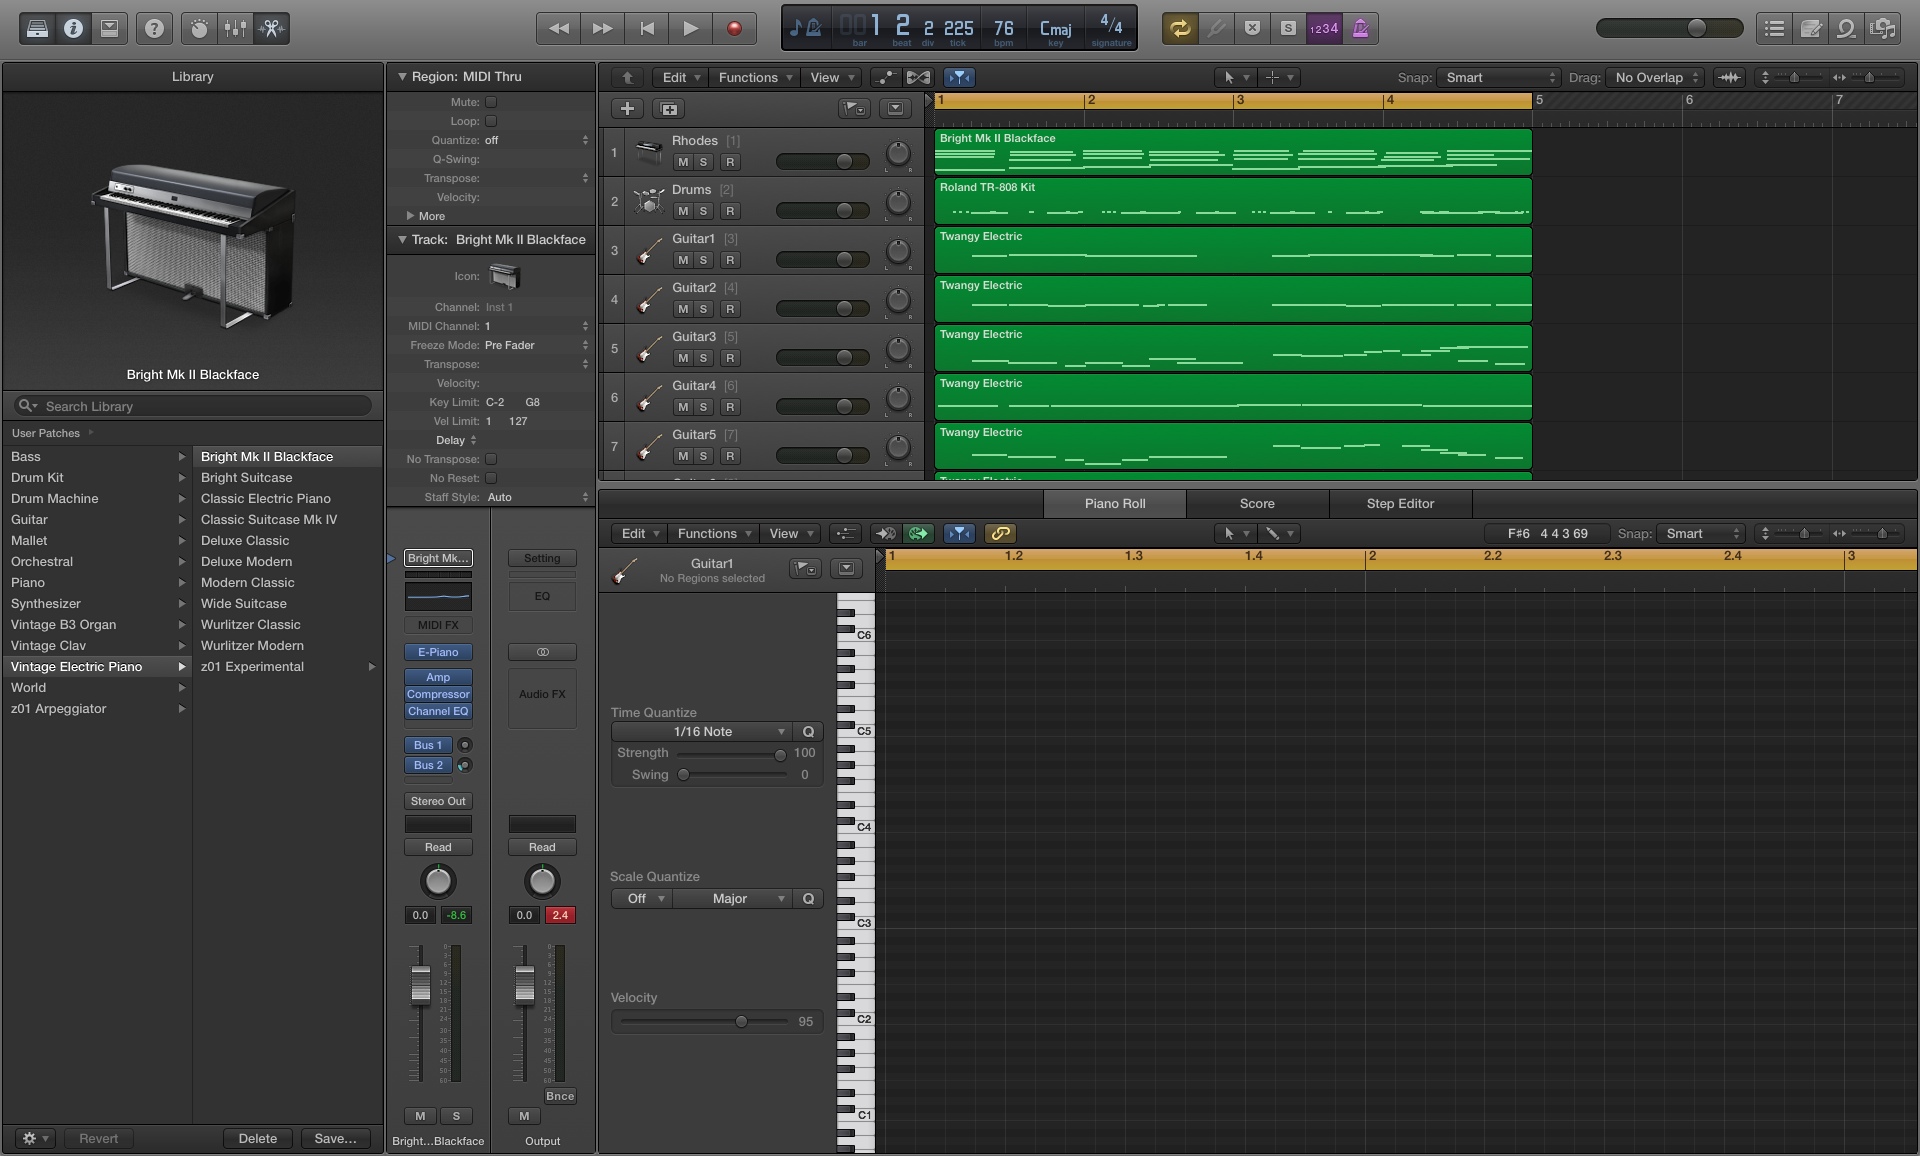 1 2 2 225 76 Cmaj 4/4
bar beat div tick bpm key signature
1234
Library
Bright Mk II Blackface
Search Library
User Patches
Bass
Drum Kit
Drum Machine
Guitar
Mallet
Orchestral
Piano
Synthesizer
Vintage B3 Organ
Vintage Clav
Vintage Electric Piano
World
z01 Arpeggiator
Bright Mk II Blackface
Bright Suitcase
Classic Electric Piano
Classic Suitcase Mk IV
Deluxe Classic
Deluxe Modern
Modern Classic
Wide Suitcase
Wurlitzer Classic
Wurlitzer Modern
z01 Experimental
Revert Delete Save...
Region: MIDI Thru
Mute:
Loop:
Quantize: off
Q-Swing:
Transpose:
Velocity:
More
Track: Bright Mk II Blackface
Icon:
Channel: Inst 1
MIDI Channel: 1
Freeze Mode: Pre Fader
Transpose:
Velocity:
Key Limit: C-2 G8
Vel Limit: 1 127
Delay
No Transpose:
No Reset:
Staff Style: Auto
Bright Mk...
MIDI FX
E-Piano
Amp
Compressor
Channel EQ
Bus 1
Bus 2
Stereo Out
Read
0.0 -8.6
M S
Bright...Blackface
Setting
EQ
Audio FX
Read
0.0 2.4
Bnce
M
Output
Edit Functions View Snap: Smart Drag: No Overlap
1 2 3 4 5 6 7
1 Rhodes [1]
M S R
Bright Mk II Blackface
2 Drums [2]
M S R
Roland TR-808 Kit
3 Guitar1 [3]
M S R
Twangy Electric
4 Guitar2 [4]
M S R
Twangy Electric
5 Guitar3 [5]
M S R
Twangy Electric
6 Guitar4 [6]
M S R
Twangy Electric
7 Guitar5 [7]
M S R
Twangy Electric
Twangy Electric
Piano Roll Score Step Editor
Edit Functions View F#6 4 4 3 69 Snap: Smart
1 1.2 1.3 1.4 2 2.2 2.3 2.4 3
Guitar1
No Regions selected
Time Quantize
1/16 Note Q
Strength 100
Swing 0
Scale Quantize
Off Major Q
Velocity
95
C6
C5
C4
C3
C2
C1